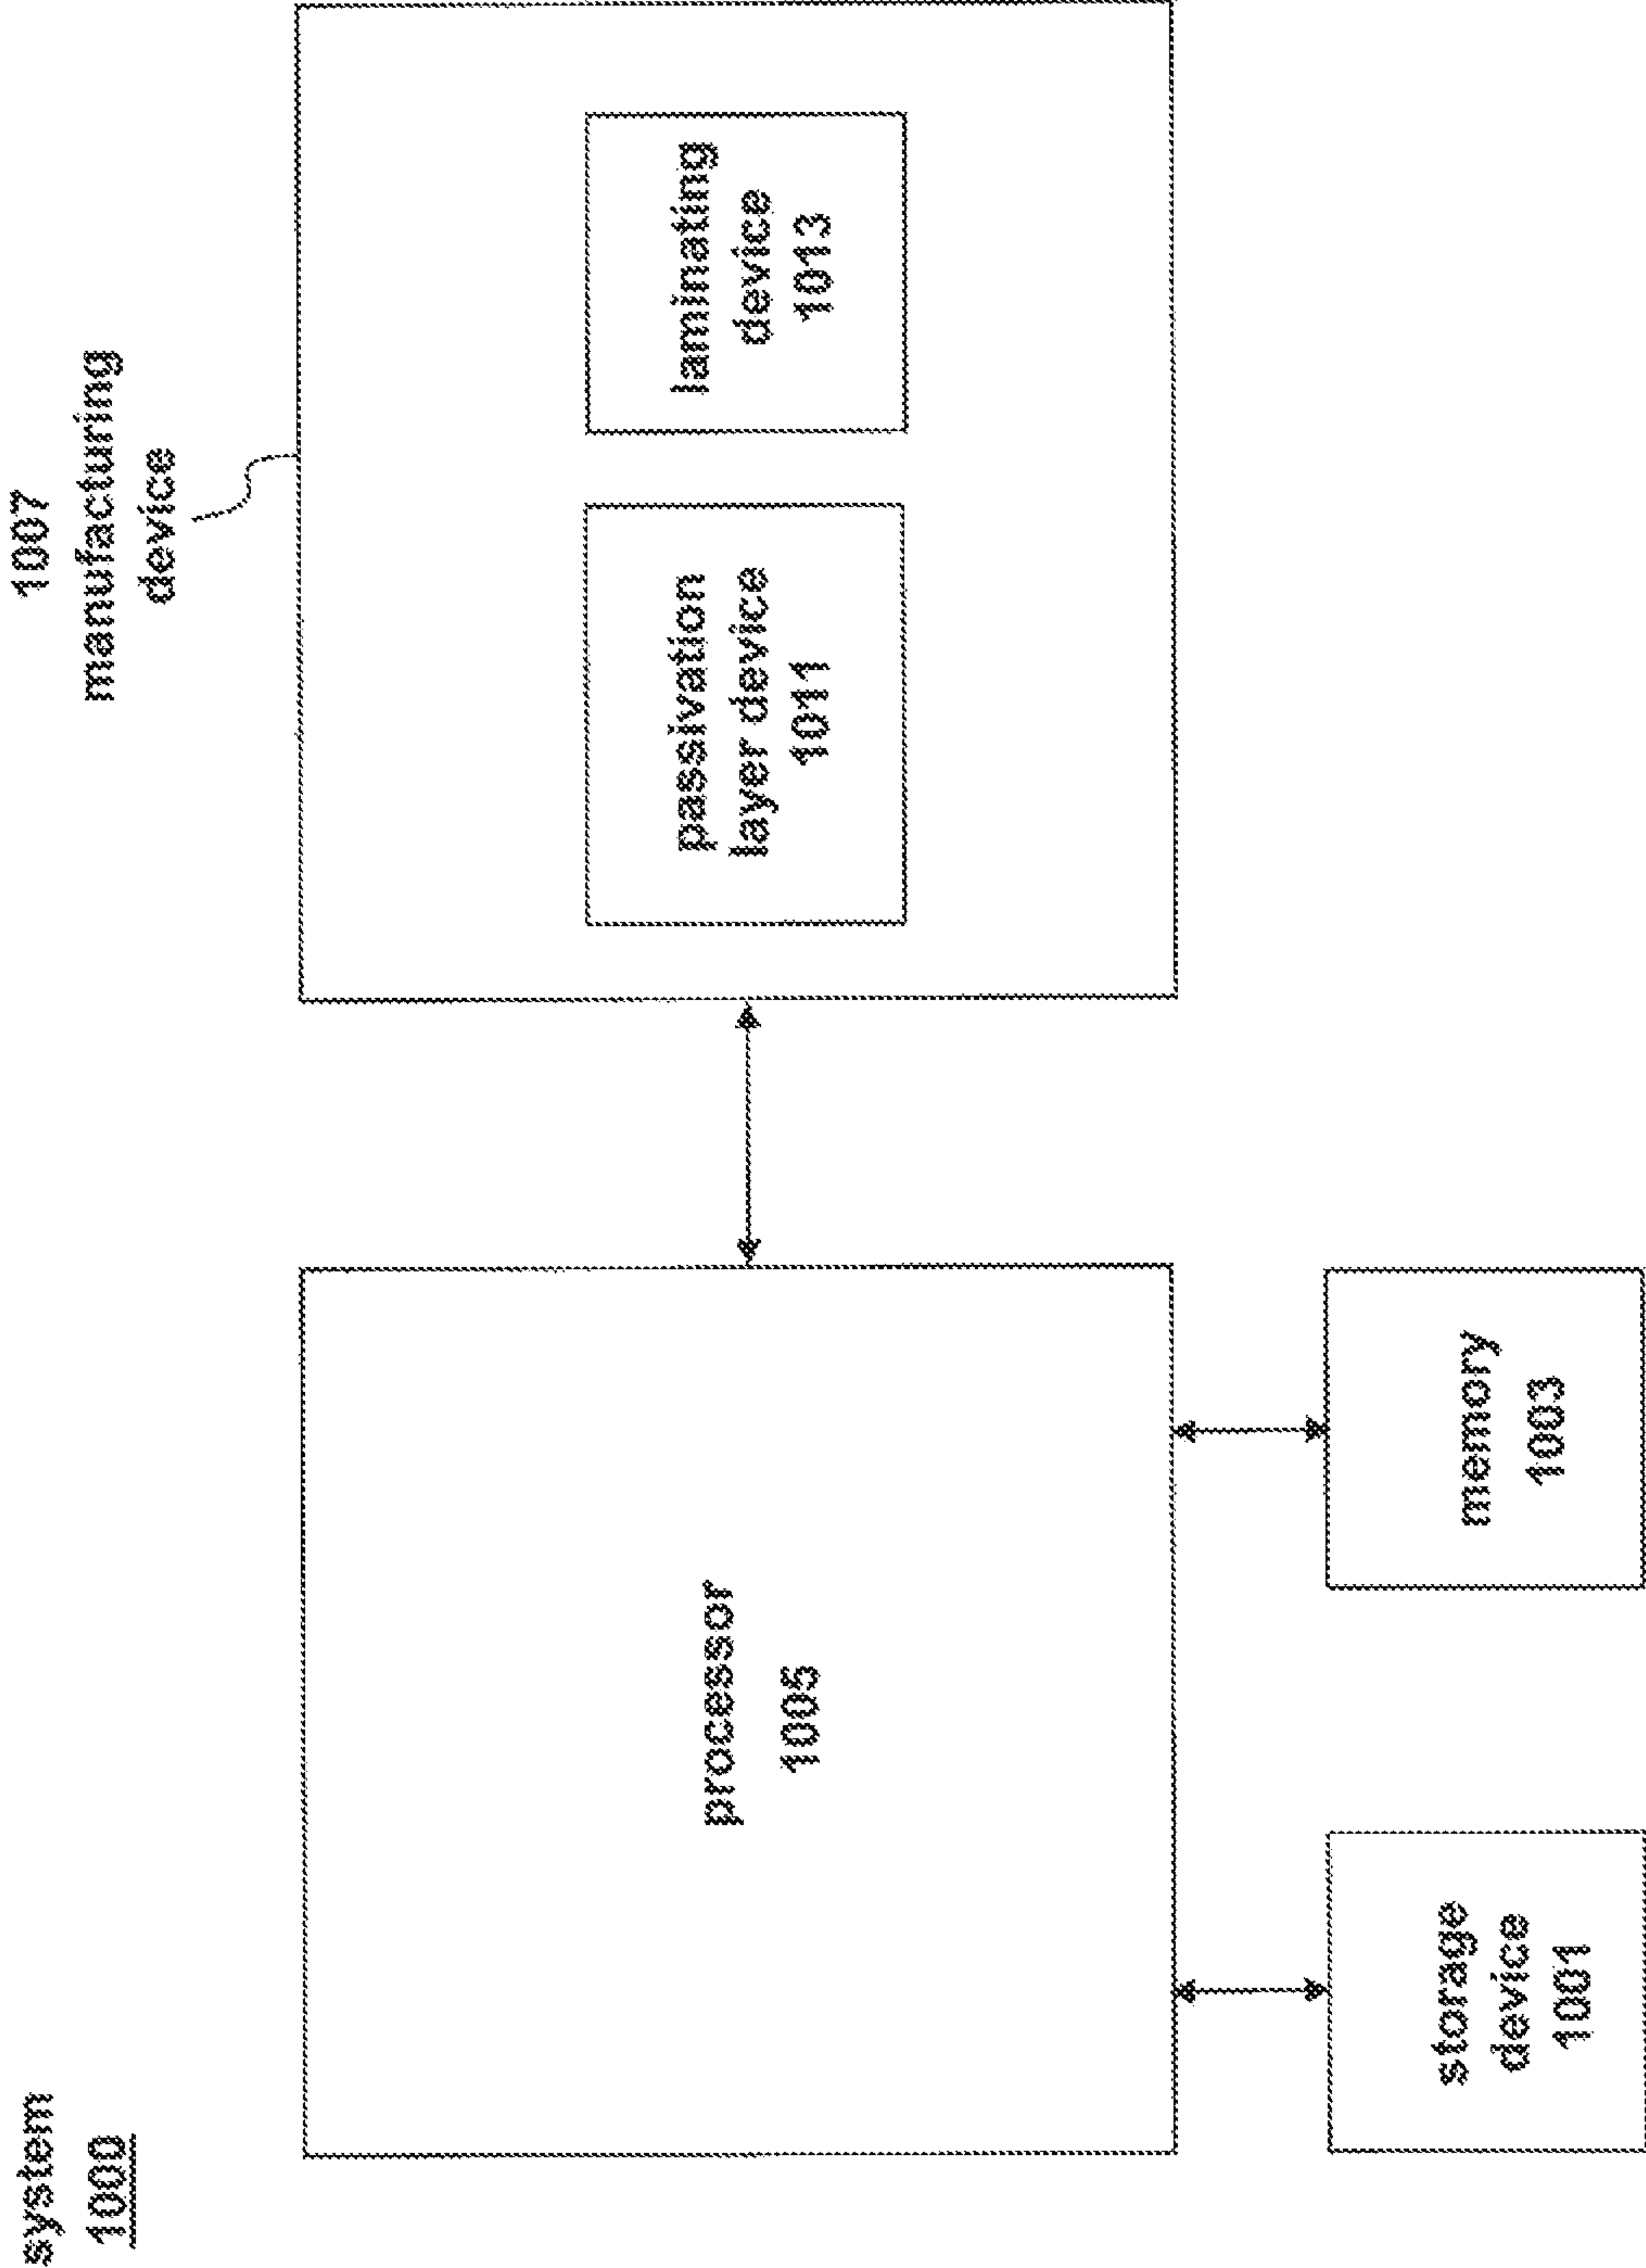 system
1000
1007
manufacturing
device
processor
1005
passivation
layer device
1011
laminating
device
1013
storage
device
1001
memory
1003